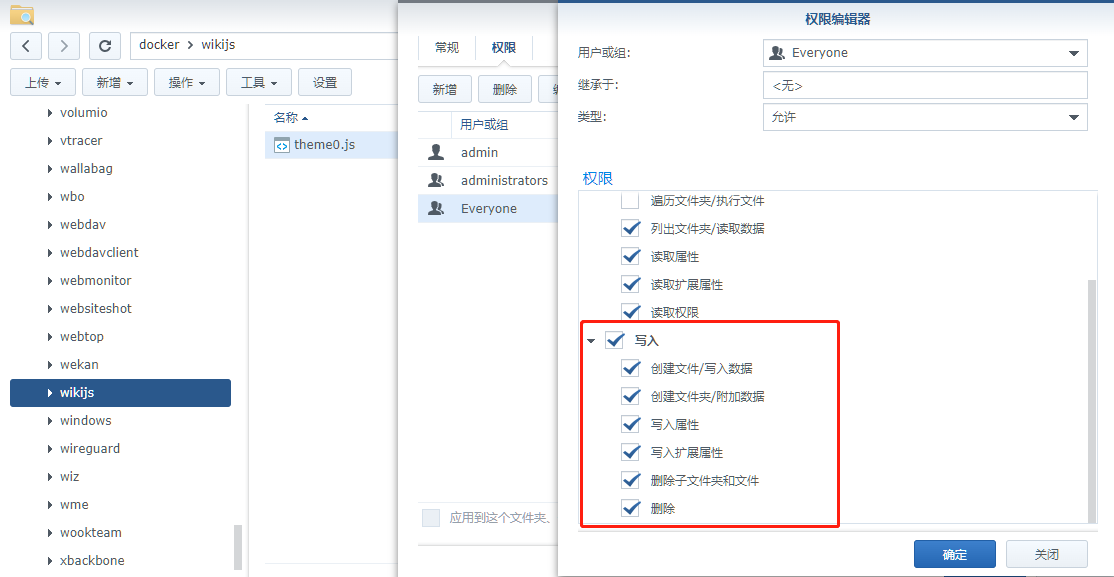 docker > wikijs
上传
新增
操作
工具
设置
volumio
vtracer
wallabag
wbo
webdav
webdavclient
webmonitor
websiteshot
webtop
wekan
wikijs
windows
wireguard
wiz
wme
wookteam
xbackbone
名称
theme0.js
常规
权限
新增
删除
用户或组
admin
administrators
Everyone
应用到这个文件夹、
权限编辑器
用户或组:
Everyone
继承于:
<无>
类型:
允许
权限
遍历文件夹/执行文件
列出文件夹/读取数据
读取属性
读取扩展属性
读取权限
写入
创建文件/写入数据
创建文件夹/附加数据
写入属性
写入扩展属性
删除子文件夹和文件
删除
确定
关闭